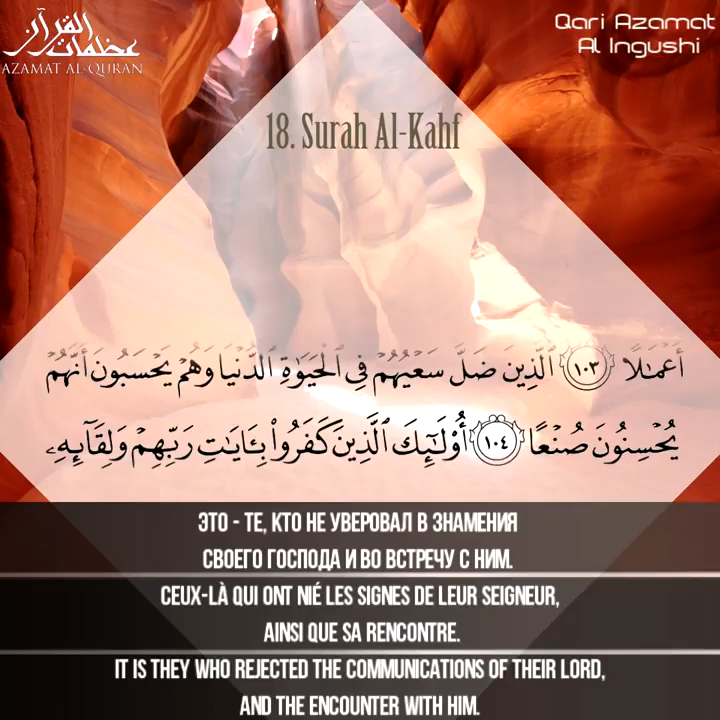 عظمات القرآن
AZAMAT AL-QURAN
Qari Azamat
Al Ingushi
18. Surah Al-Kahf
أَعْمَـٰلًا ١٠٣ ٱلَّذِينَ ضَلَّ سَعْيُهُمْ فِى ٱلْحَيَوٰةِ ٱلدُّنْيَا وَهُمْ يَحْسَبُونَ أَنَّهُمْ
يُحْسِنُونَ صُنْعًا ١٠٤ أُو۟لَـٰٓئِكَ ٱلَّذِينَ كَفَرُوا۟ بِـَٔايَـٰتِ رَبِّهِمْ وَلِقَآئِهِۦ
ЭТО - ТЕ, КТО НЕ УВЕРОВАЛ В ЗНАМЕНИЯ
СВОЕГО ГОСПОДА И ВО ВСТРЕЧУ С НИМ.
CEUX-LÀ QUI ONT NIÉ LES SIGNES DE LEUR SEIGNEUR,
AINSI QUE SA RENCONTRE.
IT IS THEY WHO REJECTED THE COMMUNICATIONS OF THEIR LORD,
AND THE ENCOUNTER WITH HIM.